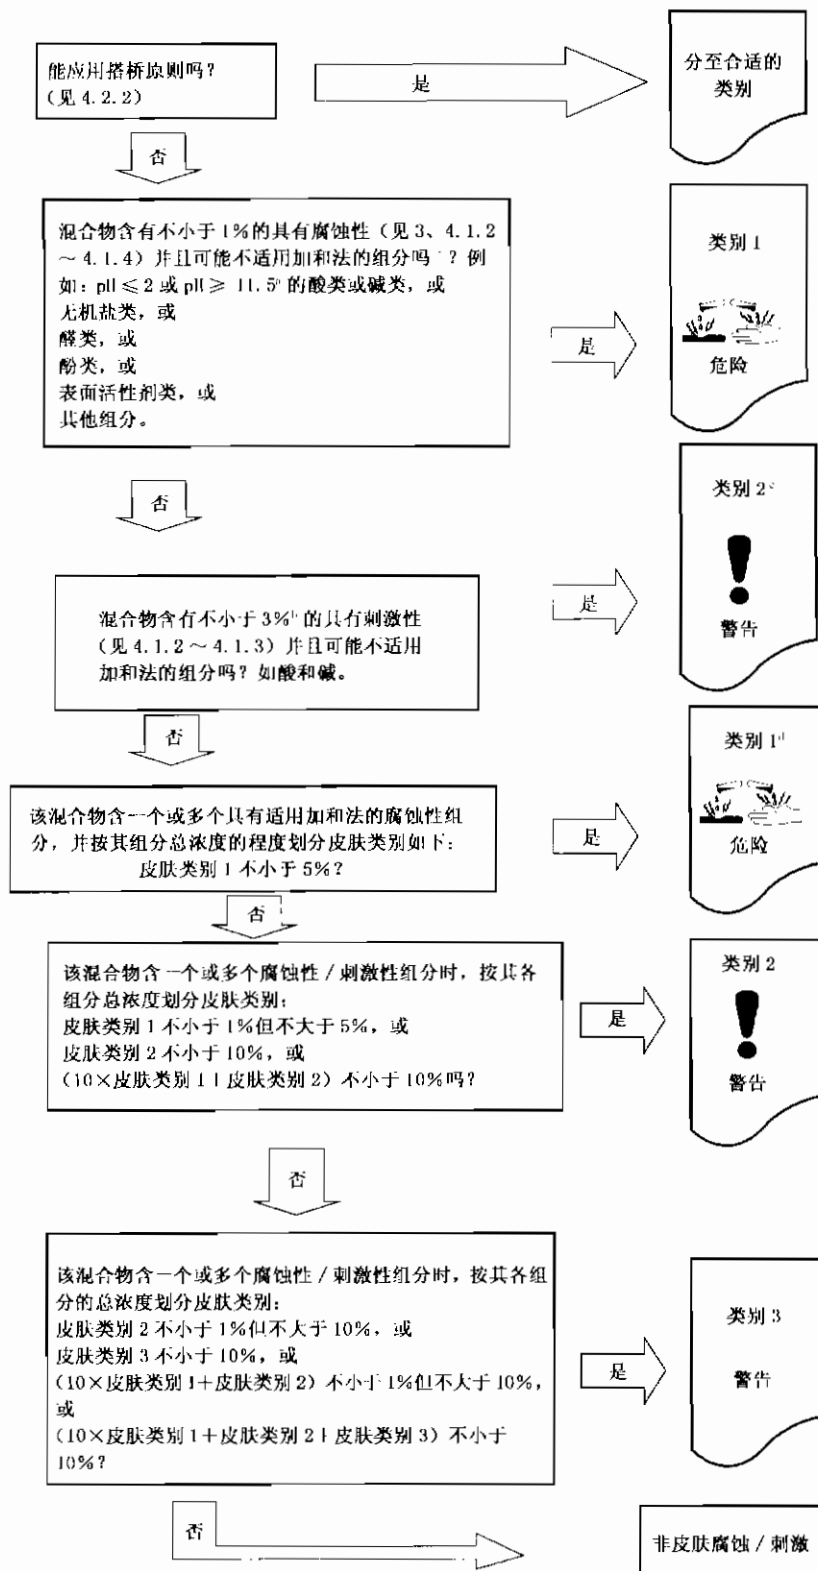 能应用搭桥原则吗?
(见 4.2.2)
是
分至合适的
类别
否
混合物含有不小于 1%的具有腐蚀性(见 3、4.1.2
~ 4.1.4)并且可能不适用加和法的组分吗 ? 例
如:pH ≤ 2 或 pH ≥ 11.5 的酸类或碱类,或
无机盐类,或
醛类,或
酚类,或
表面活性剂类,或
其他组分。
是
类别 1
危险
否
混合物含有不小于 3%ᵇ 的具有刺激性
(见 4.1.2 ~ 4.1.3)并且可能不适用
加和法的组分吗? 如酸和碱。
是
类别 2ᶜ
警告
否
该混合物含一个或多个具有适用加和法的腐蚀性组
分,并按其组分总浓度的程度划分皮肤类别如下:
皮肤类别 1 不小于 5%?
是
类别 1ᵈ
危险
否
该混合物含一个或多个腐蚀性 / 刺激性组分时,按其各
组分总浓度划分皮肤类别:
皮肤类别 1 不小于 1%但不大于 5%,或
皮肤类别 2 不小于 10%,或
(10×皮肤类别 1+皮肤类别 2)不小于 10%吗?
是
类别 2
警告
否
该混合物含一个或多个腐蚀性 / 刺激性组分时,按其各组
分的总浓度划分皮肤类别:
皮肤类别 2 不小于 1%但不大于 10%,或
皮肤类别 3 不小于 10%,或
(10×皮肤类别 1+皮肤类别 2)不小于 1%但不大于 10%,
或
(10×皮肤类别 1+皮肤类别 2+皮肤类别 3)不小于
10%?
是
类别 3
警告
否
非皮肤腐蚀 / 刺激